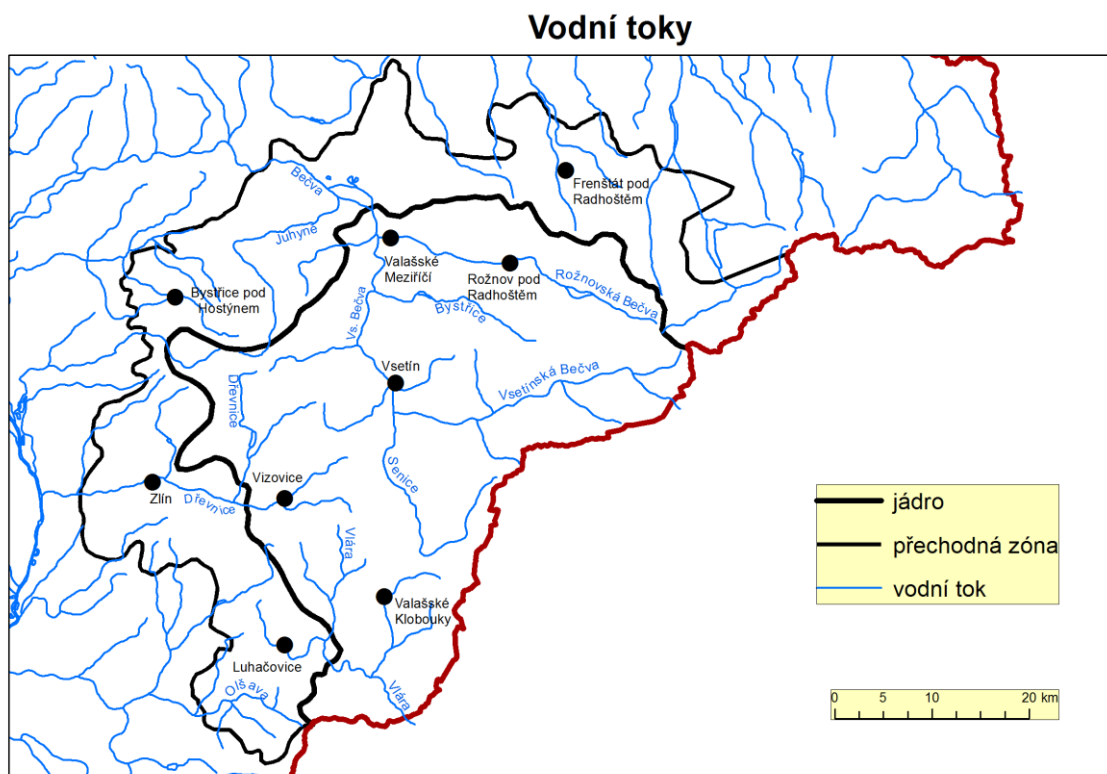 Vodní toky
Bečva
Frenštát pod
Radhoštěm
Juhyně
Valašské
Meziříčí
Rožnov pod
Radhoštěm
Rožnovská Bečva
Bystřice pod
Hostýnem
Bystřice
Vs. Bečva
Vsetín
Vsetínská Bečva
Dřevnice
Senice
Vizovice
Zlín
Dřevnice
Vlára
Valašské
Klobouky
Luhačovice
Olšava
Vlára
jádro
přechodná zóna
vodní tok
0 5 10 20 km